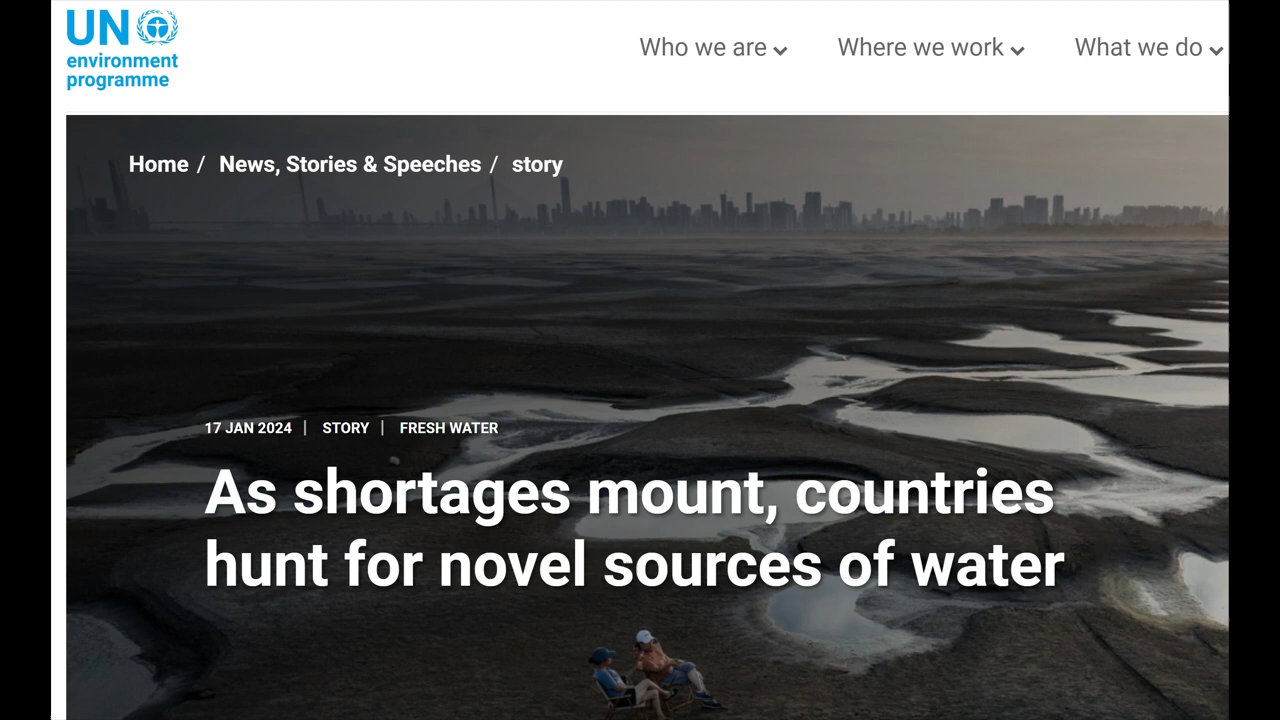 UN
environment
programme
Who we are
Where we work
What we do
Home / News, Stories & Speeches / story
17 JAN 2024 | STORY | FRESH WATER
As shortages mount, countries
hunt for novel sources of water